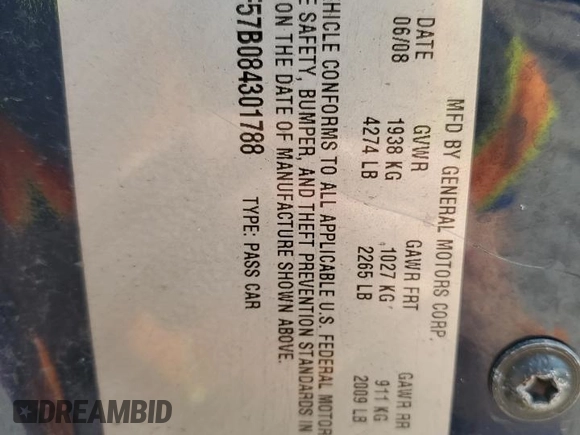 MFD BY GENERAL MOTORS CORP.
DATE GVWR GAWR FRT GAWR RR
06/08 1938 KG 1027 KG 911 KG
4274 LB 2265 LB 2009 LB
HICLE CONFORMS TO ALL APPLICABLE U.S. FEDERAL MOTOR
E SAFETY, BUMPER, AND THEFT PREVENTION STANDARDS IN
ON THE DATE OF MANUFACTURE SHOWN ABOVE.
F57B084301788 TYPE: PASS CAR
DREAMBID